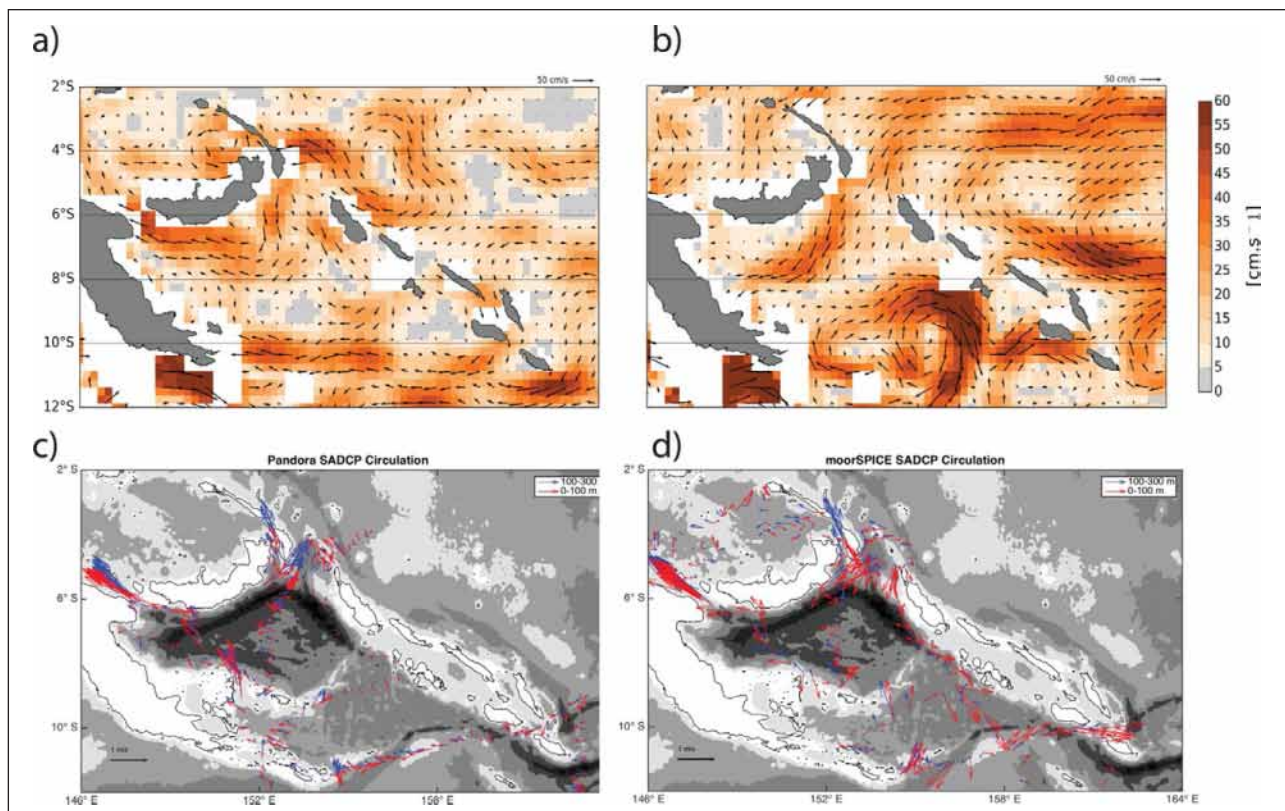 a)
b)
50 cm/s
50 cm/s
2°S
4°S
6°S
8°S
10°S
12°S
60
55
50
45
40
35
30
25
20
15
10
5
0
[cm.s⁻¹]
c)
d)
Pandora SADCP Circulation
moorSPICE SADCP Circulation
2° S
6° S
10° S
100-300
0-100 m
1 m/s
146° E
152° E
158° E
2° S
6° S
10° S
100-300 m
0-100 m
146° E
152° E
158° E
164° E